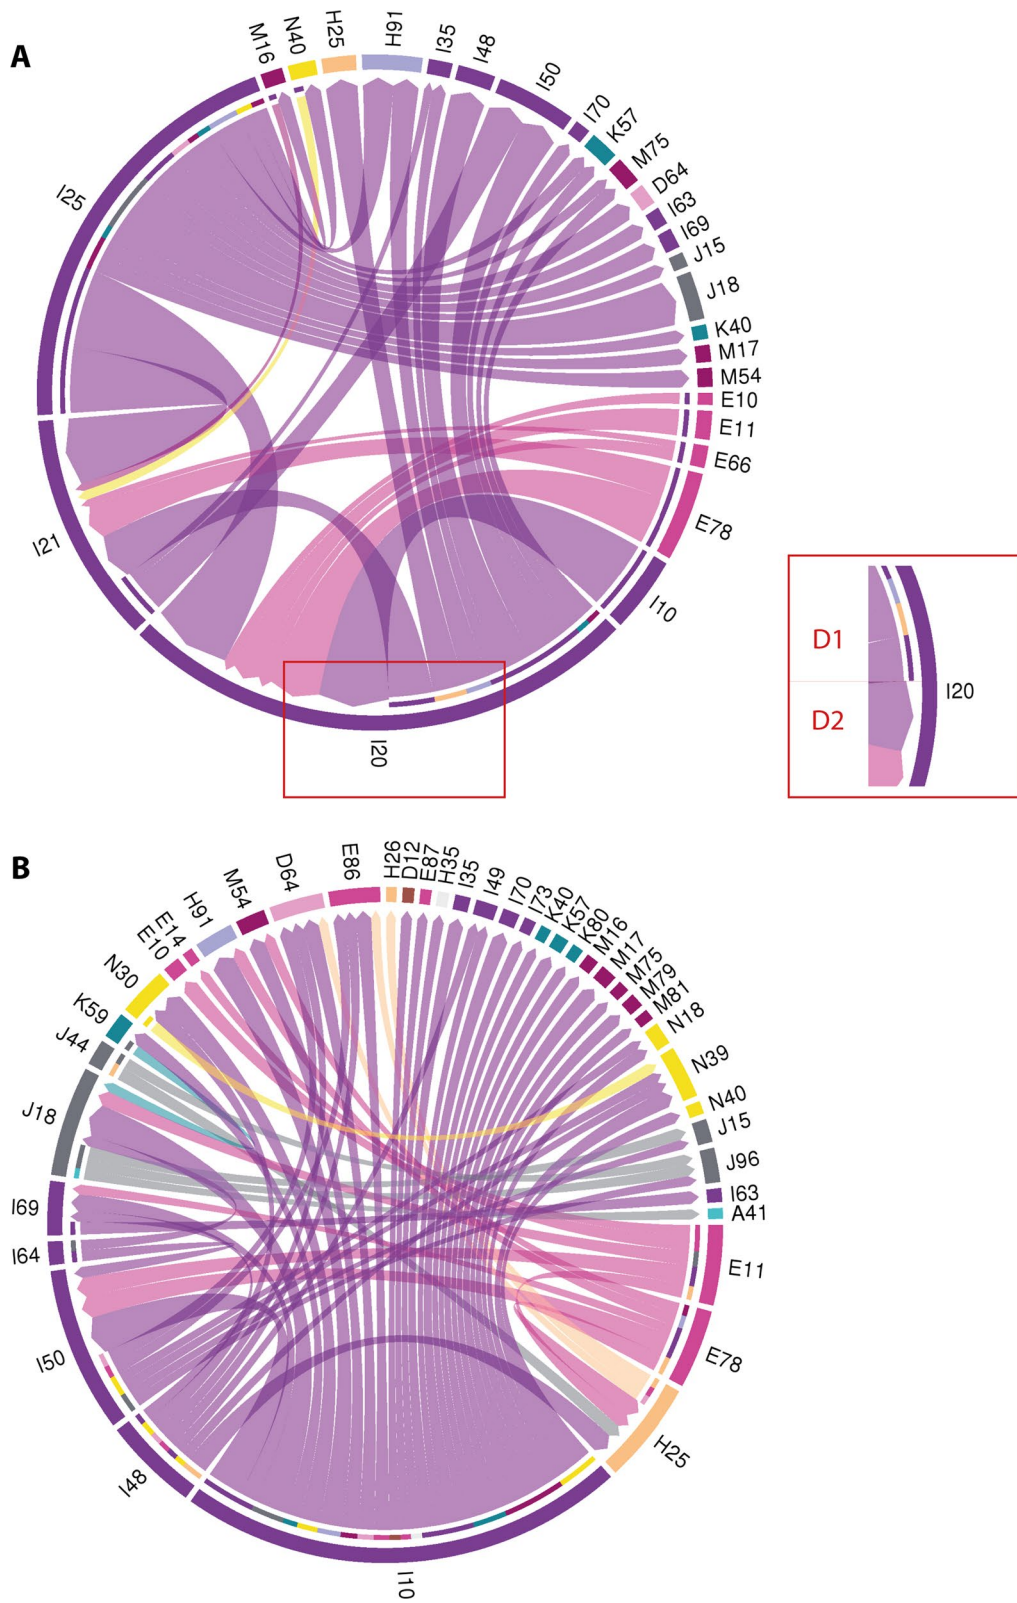 A
M16
N40
H25
H91
I35
I48
I50
I70
K57
M75
D64
I63
I69
J15
J18
K40
M17
M54
E10
E11
E66
E78
I10
I20
I21
I25
D1
D2
I20
B
H26
D12
E87
H35
I35
I49
I70
I73
K40
K57
K80
M16
M17
M75
M79
M81
N18
N39
N40
J15
J96
I63
A41
E11
E78
H25
I10
I48
I50
I64
I69
J18
J44
K59
N30
E10
E14
H91
M54
D64
E86